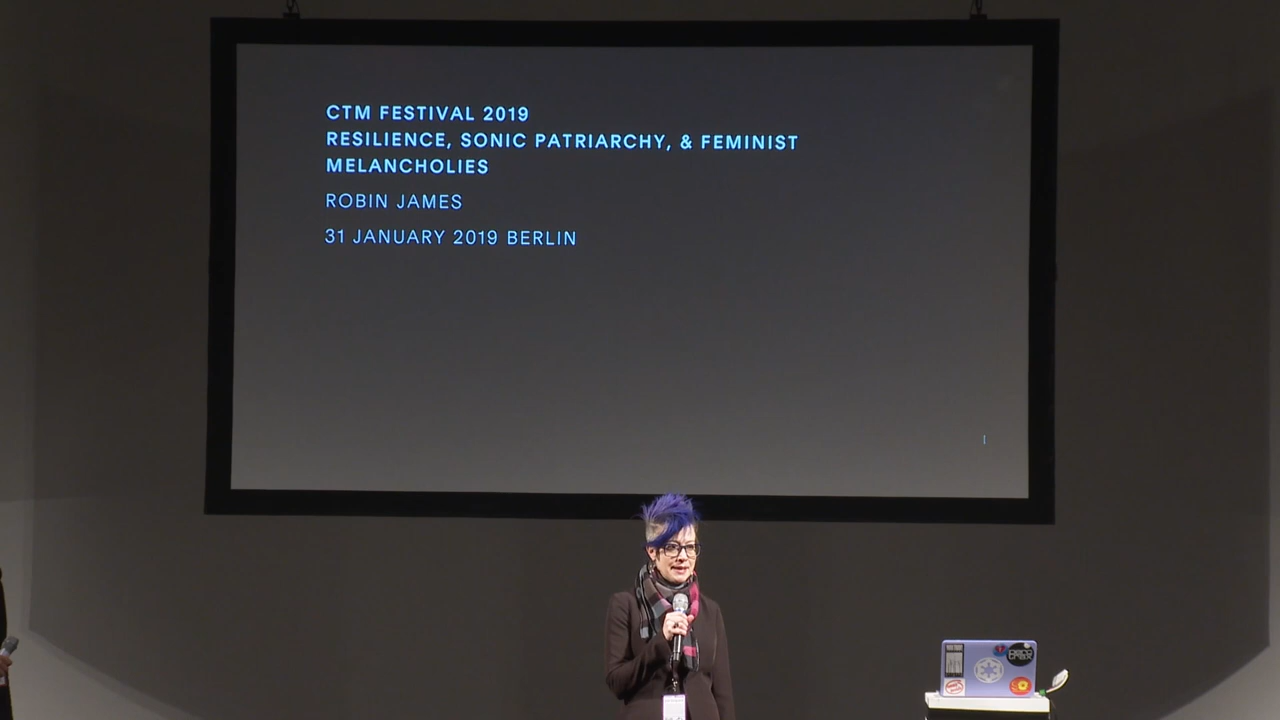 CTM FESTIVAL 2019
RESILIENCE, SONIC PATRIARCHY, & FEMINIST
MELANCHOLIES
ROBIN JAMES
31 JANUARY 2019 BERLIN